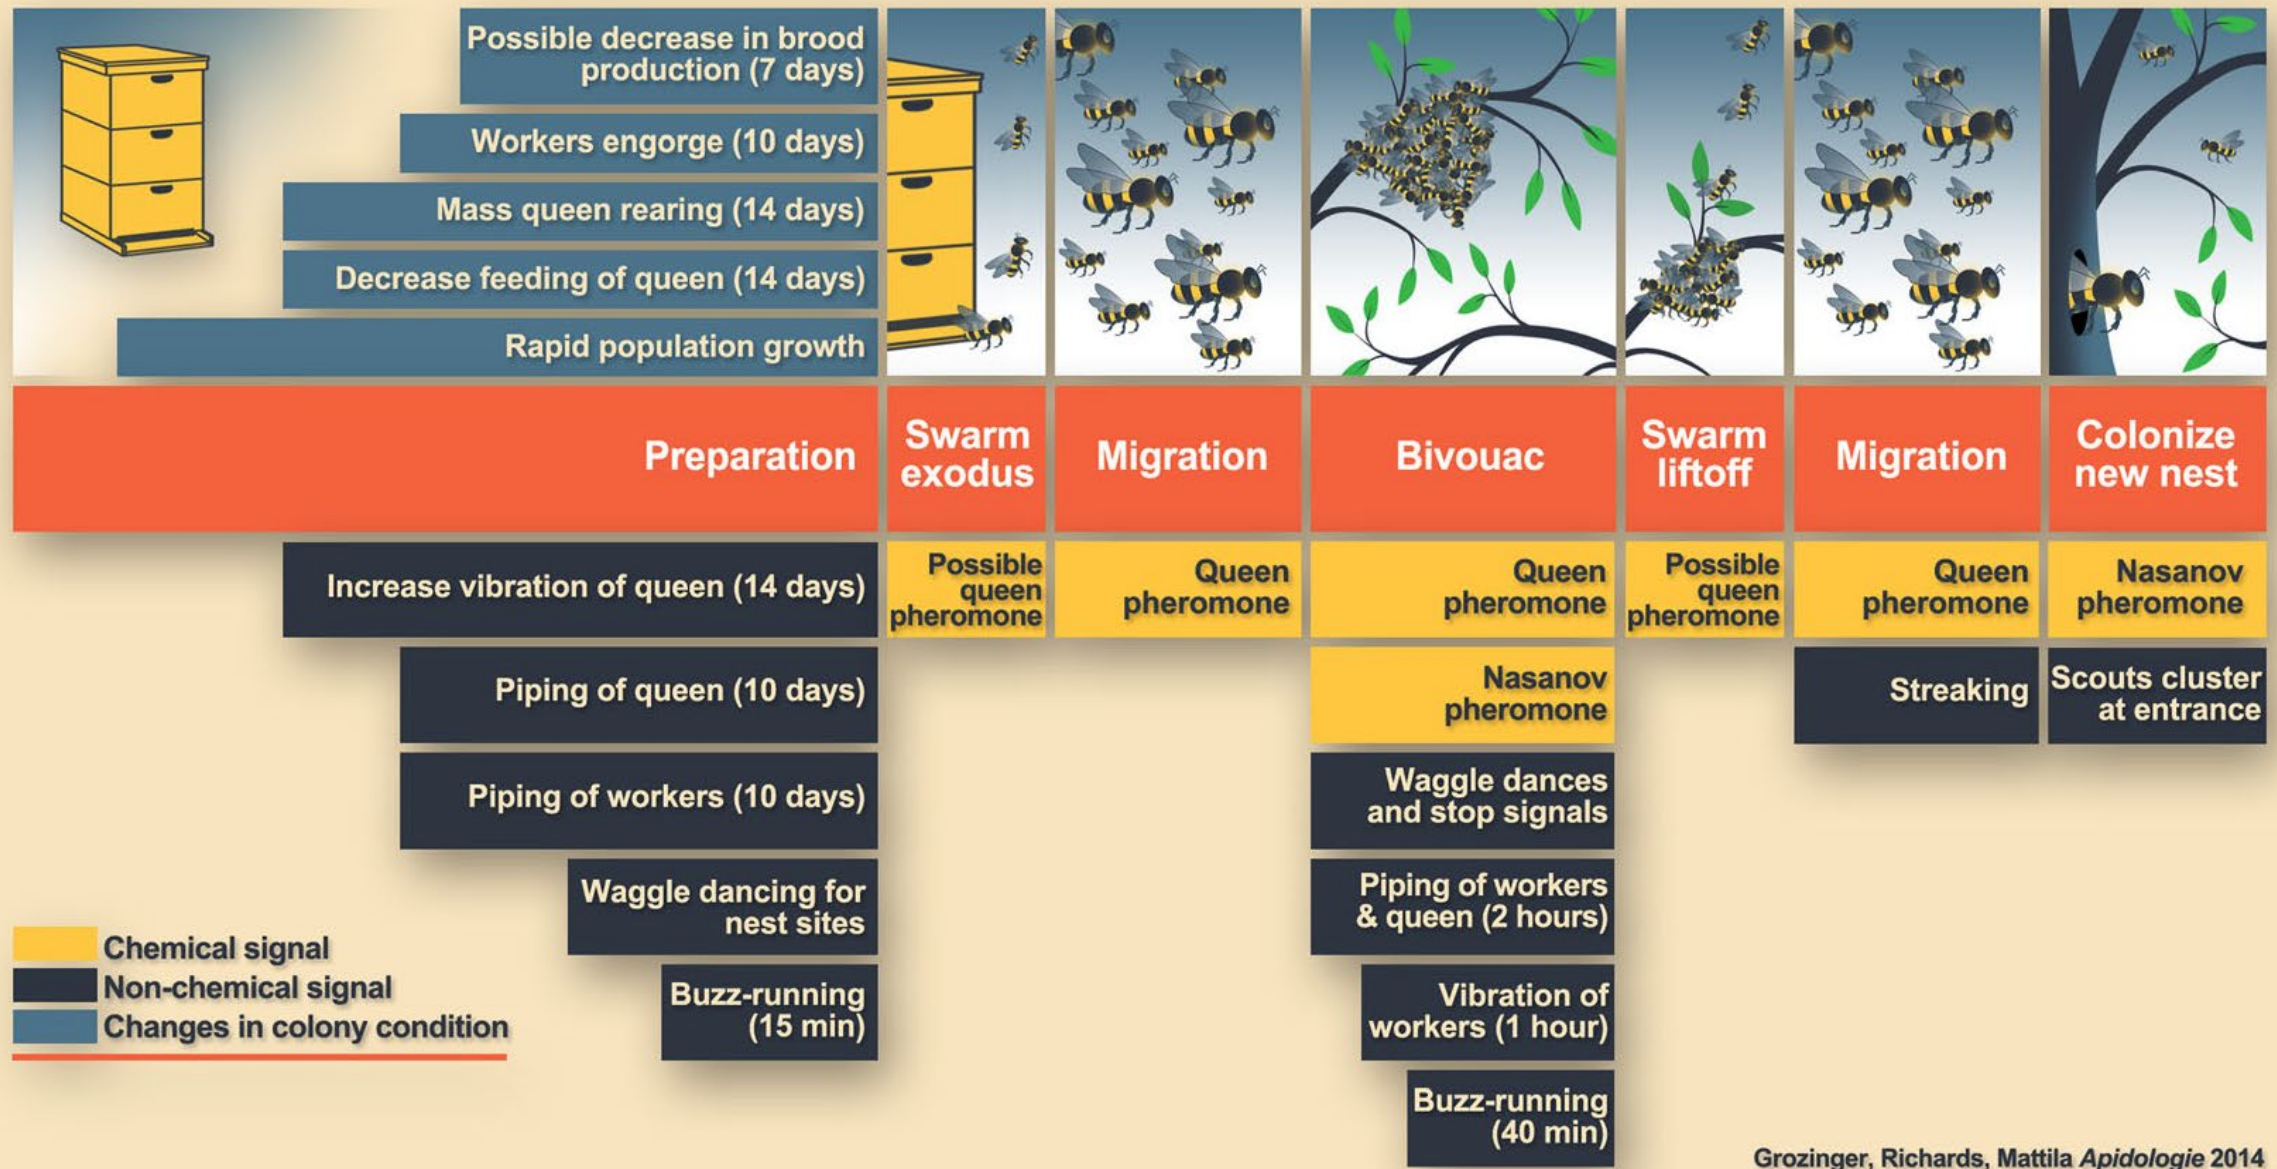 Possible decrease in brood
production (7 days)
Workers engorge (10 days)
Mass queen rearing (14 days)
Decrease feeding of queen (14 days)
Rapid population growth
Preparation
Swarm
exodus
Migration
Bivouac
Swarm
liftoff
Migration
Colonize
new nest
Increase vibration of queen (14 days)
Possible
queen
pheromone
Queen
pheromone
Queen
pheromone
Possible
queen
pheromone
Queen
pheromone
Nasanov
pheromone
Piping of queen (10 days)
Nasanov
pheromone
Streaking
Scouts cluster
at entrance
Piping of workers (10 days)
Waggle dances
and stop signals
Waggle dancing for
nest sites
Piping of workers
& queen (2 hours)
Buzz-running
(15 min)
Vibration of
workers (1 hour)
Buzz-running
(40 min)
Chemical signal
Non-chemical signal
Changes in colony condition
Grozinger, Richards, Mattila Apidologie 2014